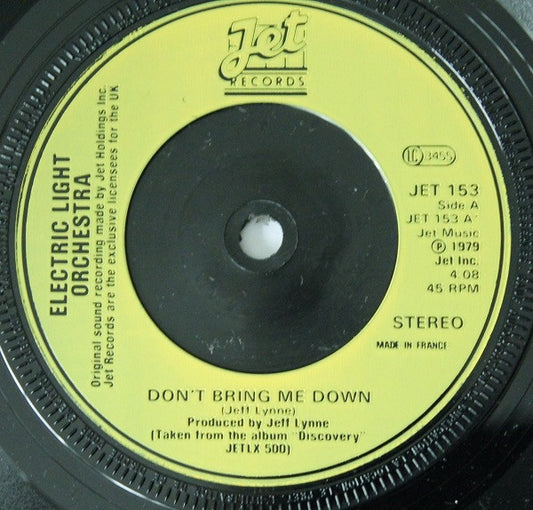 Jet
RECORDS
ELECTRIC LIGHT
ORCHESTRA
Original sound recording made by Jet Holdings Inc.
Jet Records are the exclusive licensees for the UK
LC 3455
JET 153
Side A
JET 153 A
Jet Music
℗ 1979
Jet Inc.
4.08
45 RPM
STEREO
MADE IN FRANCE
DON'T BRING ME DOWN
(Jeff Lynne)
Produced by Jeff Lynne
(Taken from the album "Discovery"
JETLX 500)